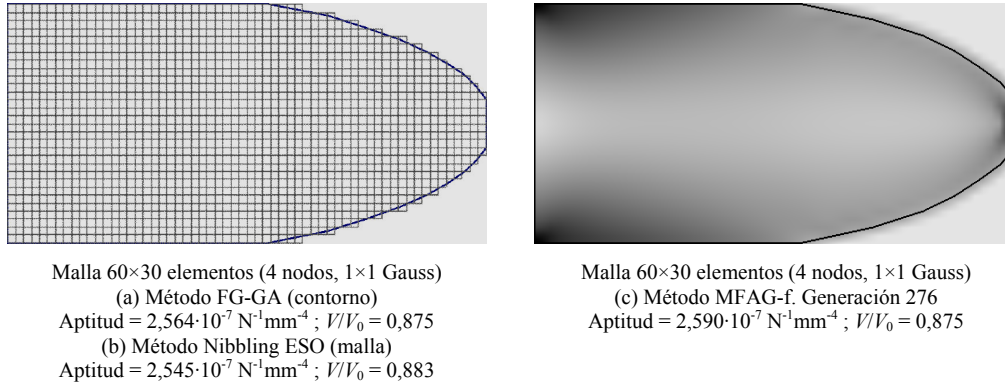 Malla 60×30 elementos (4 nodos, 1×1 Gauss)
(a) Método FG-GA (contorno)
Aptitud = 2,564·10⁻⁷ N⁻¹mm⁻⁴ ; V/V₀ = 0,875
(b) Método Nibbling ESO (malla)
Aptitud = 2,545·10⁻⁷ N⁻¹mm⁻⁴ ; V/V₀ = 0,883
Malla 60×30 elementos (4 nodos, 1×1 Gauss)
(c) Método MFAG-f. Generación 276
Aptitud = 2,590·10⁻⁷ N⁻¹mm⁻⁴ ; V/V₀ = 0,875